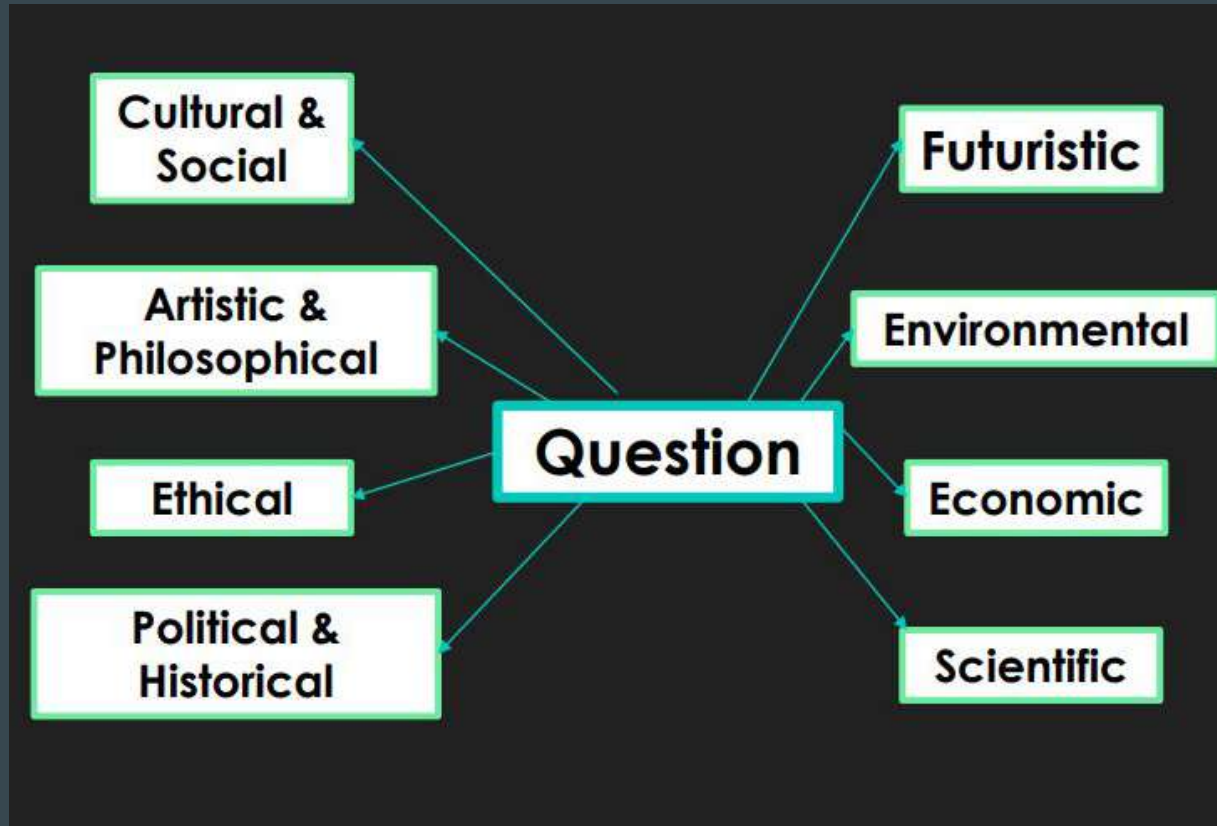 Cultural &
Social
Artistic &
Philosophical
Ethical
Political &
Historical
Question
Futuristic
Environmental
Economic
Scientific